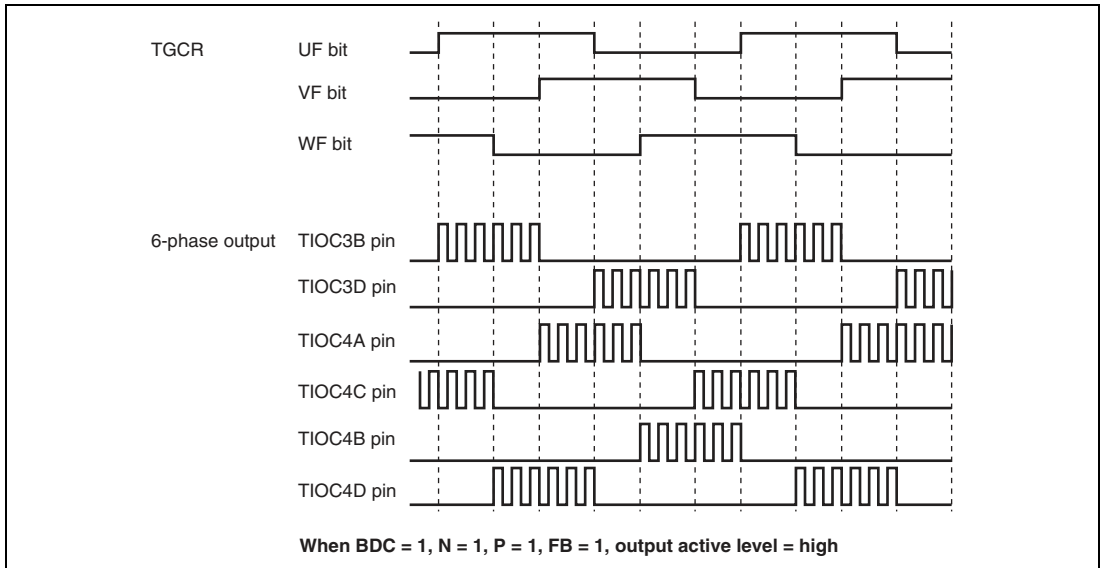 TGCR UF bit
VF bit
WF bit
6-phase output TIOC3B pin
TIOC3D pin
TIOC4A pin
TIOC4C pin
TIOC4B pin
TIOC4D pin
When BDC = 1, N = 1, P = 1, FB = 1, output active level = high